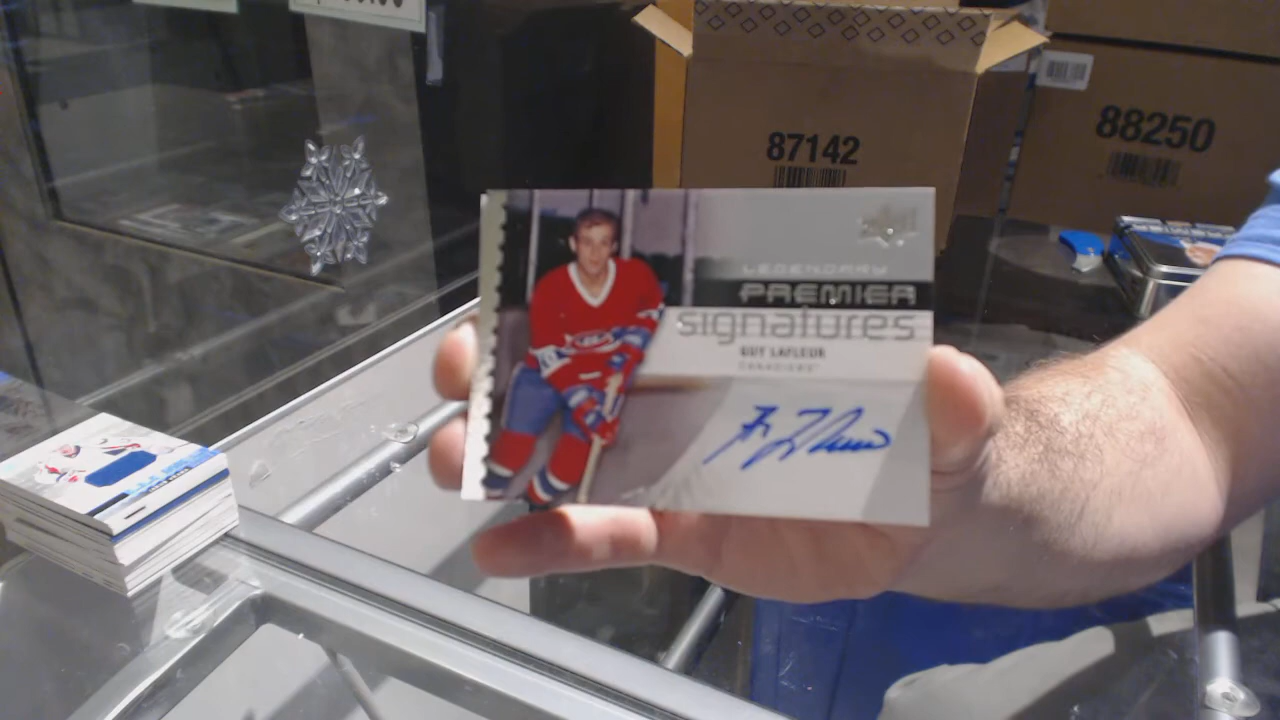 87142
88250
LEGENDARY
PREMIER
signatures
GUY LAFLEUR
CANADIENS